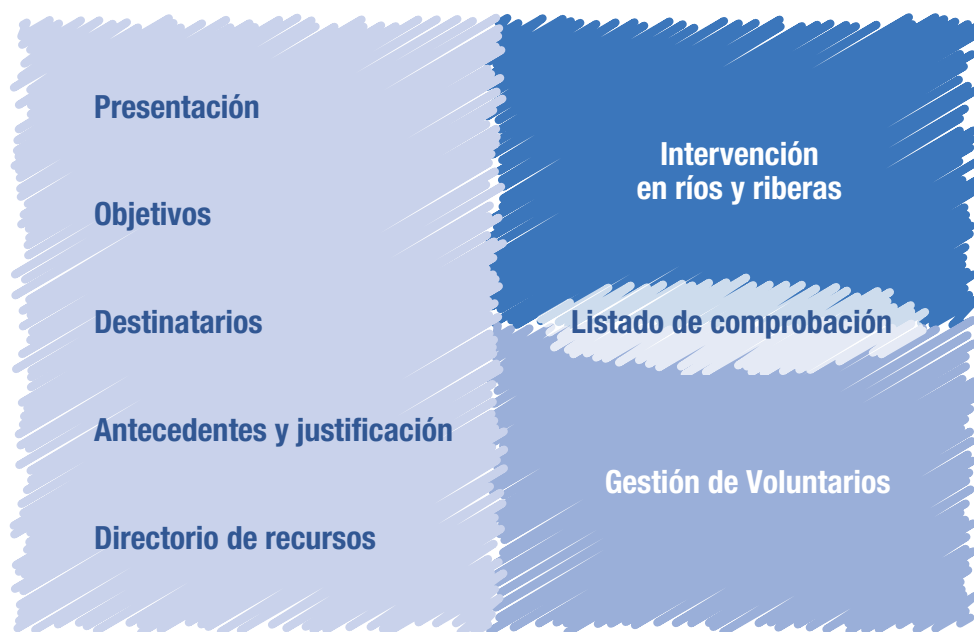 Presentación
Objetivos
Destinatarios
Antecedentes y justificación
Directorio de recursos
Intervención
en ríos y riberas
Listado de comprobación
Gestión de Voluntarios